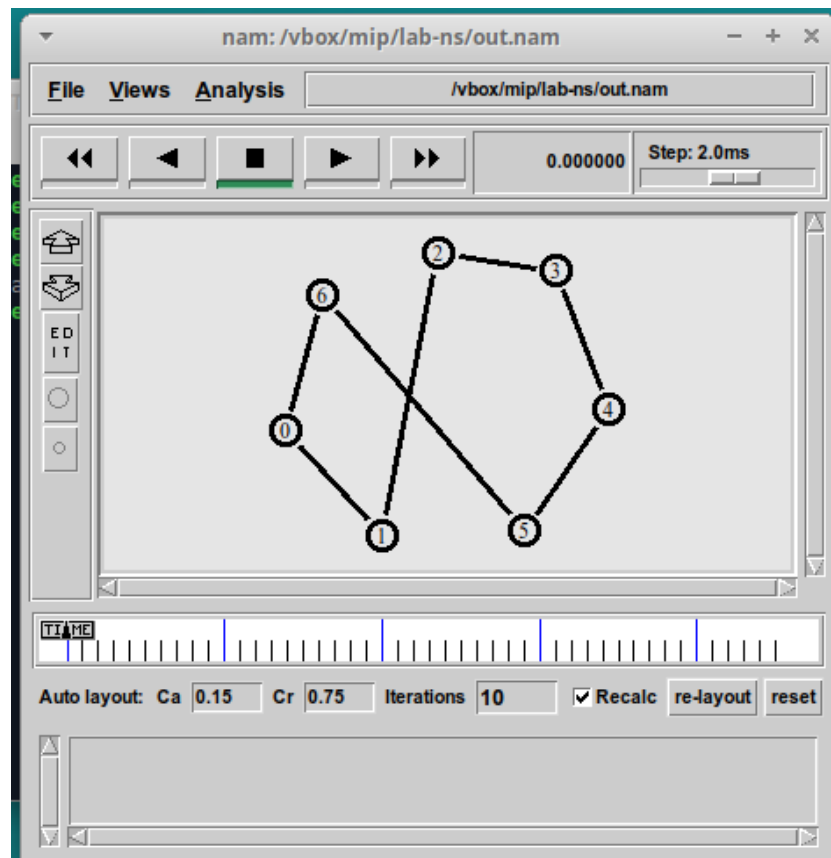 nam: /vbox/mip/lab-ns/out.nam
File Views Analysis /vbox/mip/lab-ns/out.nam
0.000000 Step: 2.0ms
2
3
6
E D
I T
4
0
5
1
TIME
Auto layout: Ca 0.15 Cr 0.75 Iterations 10 Recalc re-layout reset